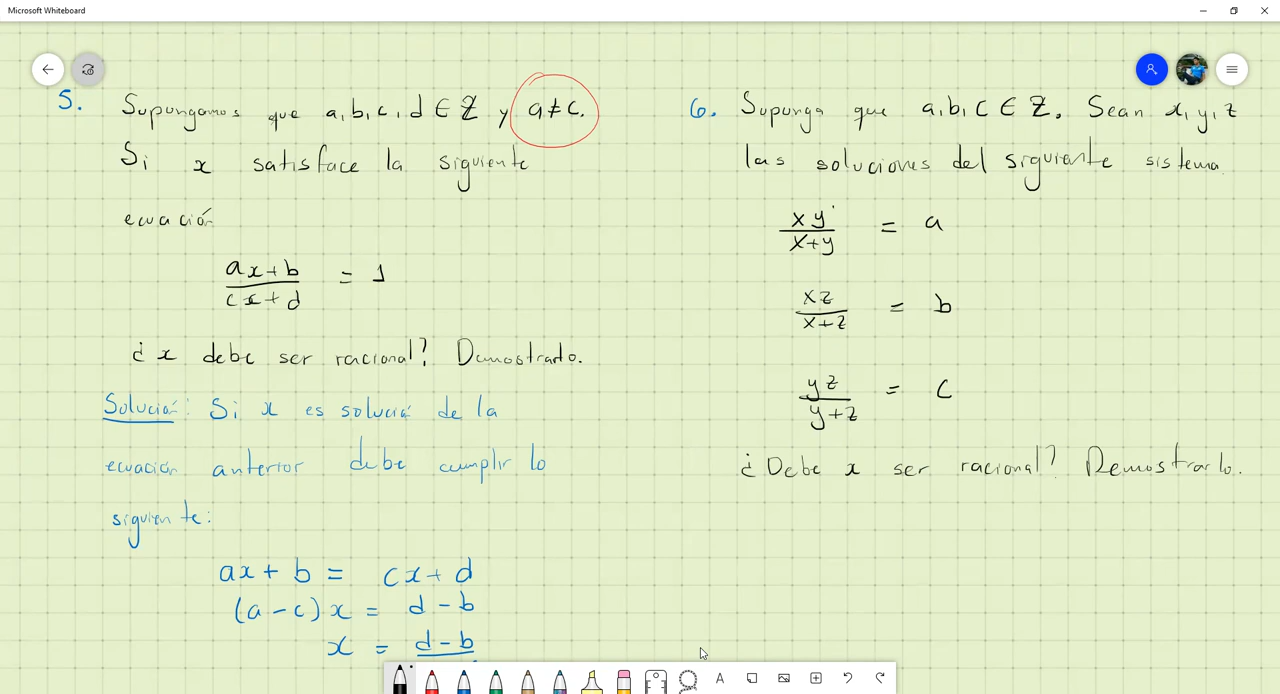 Microsoft Whiteboard
5. Supongamos que a,b,c,d ∈ ℤ y a≠c.
Si x satisface la siguiente
ecuación
ax+b / cx+d = 1
¿x debe ser racional? Demostrarlo.
Solución: Si x es solución de la
ecuación anterior debe cumplir lo
siguiente:
ax + b = cx + d
(a - c) x = d - b
x = d - b
6. Suponga que a,b,c ∈ ℤ. Sean x,y,z
las soluciones del siguiente sistema
xy / x+y = a
xz / x+z = b
yz / y+z = c
¿Debe x ser racional? Demostrarlo.
A